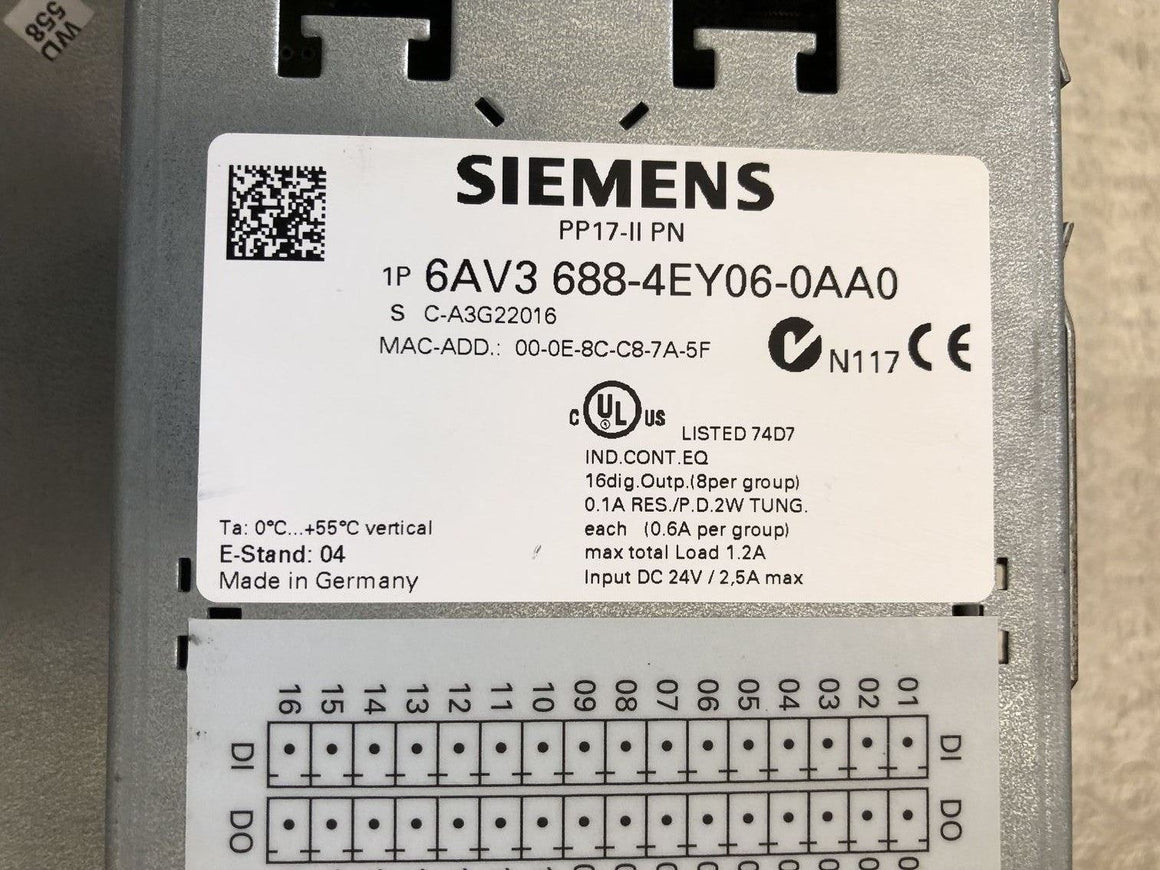 WD
558
SIEMENS
PP17-II PN
1P 6AV3 688-4EY06-0AA0
S C-A3G22016
MAC-ADD.: 00-0E-8C-C8-7A-5F
N117 CE
C UL US LISTED 74D7
IND.CONT.EQ
16dig.Outp.(8per group)
0.1A RES./P.D.2W TUNG.
each (0.6A per group)
max total Load 1.2A
Input DC 24V / 2,5A max
Ta: 0°C...+55°C vertical
E-Stand: 04
Made in Germany
16 15 14 13 12 11 10 09 08 07 06 05 04 03 02 01
DI DI
DO DO